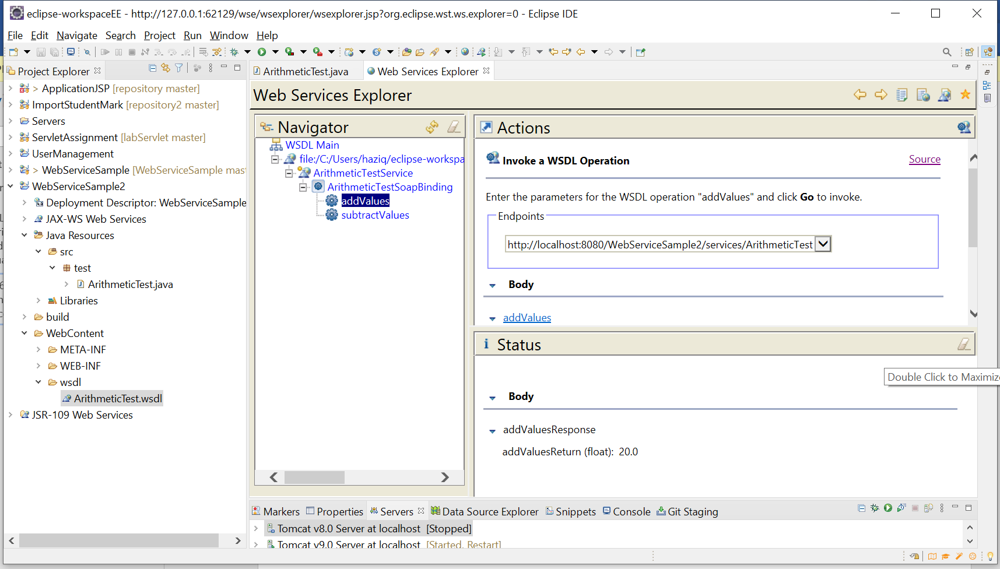 eclipse-workspaceEE - http://127.0.0.1:62129/wse/wsexplorer/wsexplorer.jsp?org.eclipse.wst.ws.explorer=0 - Eclipse IDE
File Edit Navigate Search Project Run Window Help
Project Explorer
> ApplicationJSP [repository master]
ImportStudentMark [repository2 master]
Servers
ServletAssignment [labServlet master]
UserManagement
> WebServiceSample [WebServiceSample mast
WebServiceSample2
Deployment Descriptor: WebServiceSample
JAX-WS Web Services
Java Resources
src
test
ArithmeticTest.java
Libraries
build
WebContent
META-INF
WEB-INF
wsdl
ArithmeticTest.wsdl
JSR-109 Web Services
ArithmeticTest.java
Web Services Explorer
Web Services Explorer
Navigator
WSDL Main
file:/C:/Users/haziq/eclipse-workspa
ArithmeticTestService
ArithmeticTestSoapBinding
addValues
subtractValues
Actions
Invoke a WSDL Operation
Source
Enter the parameters for the WSDL operation "addValues" and click Go to invoke.
Endpoints
http://localhost:8080/WebServiceSample2/services/ArithmeticTest
Body
addValues
Status
Double Click to Maximize
Body
addValuesResponse
addValuesReturn (float): 20.0
Markers Properties Servers Data Source Explorer Snippets Console Git Staging
Tomcat v8.0 Server at localhost [Stopped]
Tomcat v9.0 Server at localhost [Started, Restart]